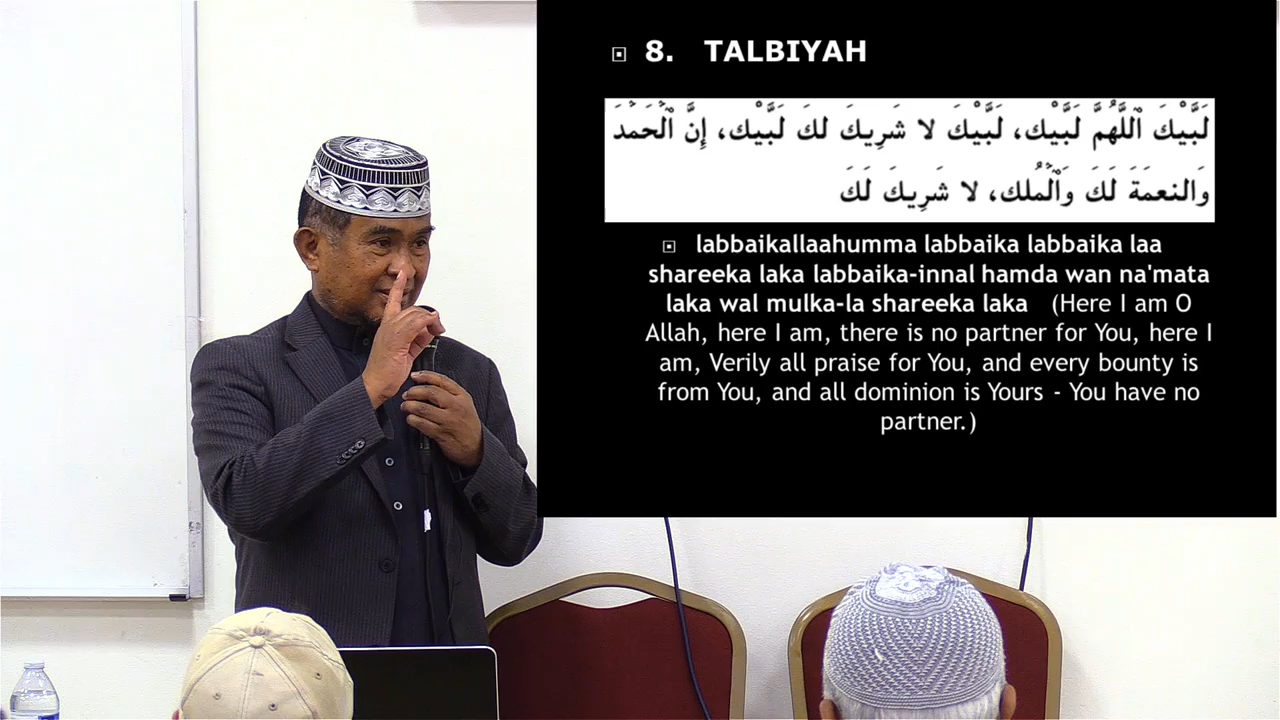 8. TALBIYAH
لَبَّيْكَ ٱللَّهُمَّ لَبَّيْك، لَبَّيْكَ لا شَرِيكَ لكَ لَبَّيْك، إِنَّ ٱلْحَمْدَ
وَالنعمَةَ لَكَ وَٱلْمُلك، لا شَرِيكَ لَكَ
labbaikallaahumma labbaika labbaika laa
shareeka laka labbaika-innal hamda wan na'mata
laka wal mulka-la shareeka laka (Here I am O
Allah, here I am, there is no partner for You, here I
am, Verily all praise for You, and every bounty is
from You, and all dominion is Yours - You have no
partner.)